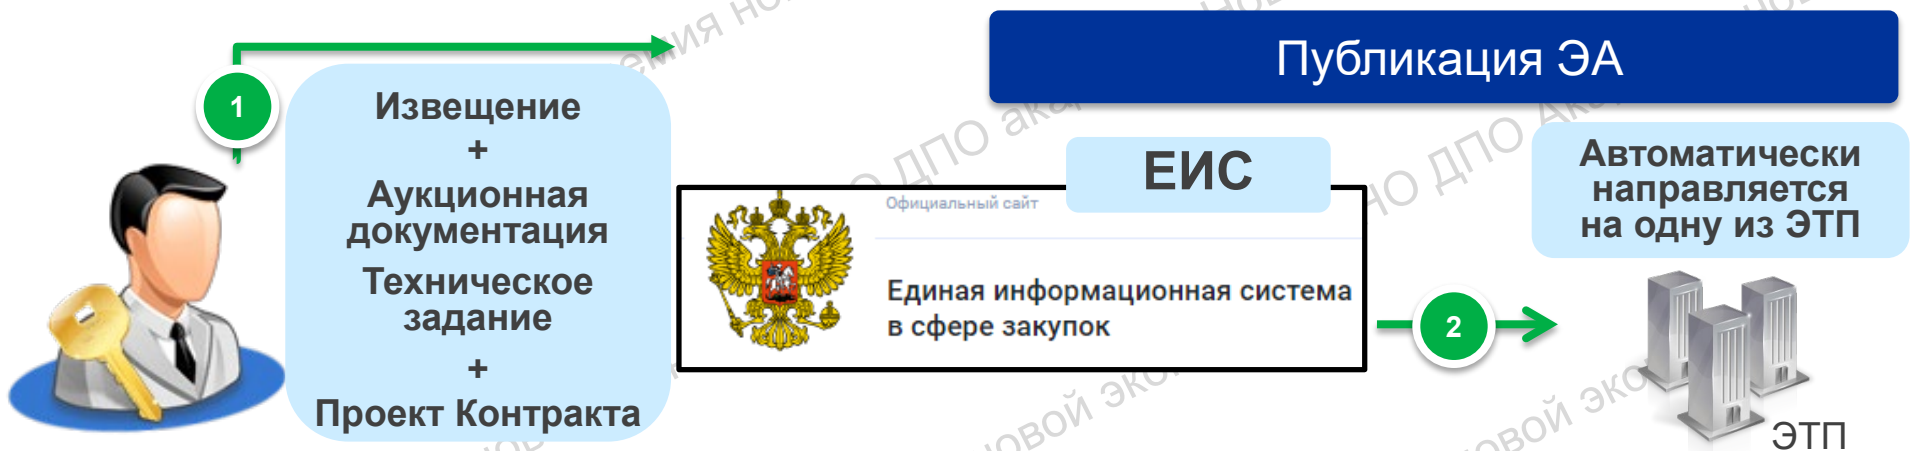 Публикация ЭА
1
Извещение
+
Аукционная
документация
Техническое
задание
+
Проект Контракта
ЕИС
Официальный сайт
Единая информационная система
в сфере закупок
2
Автоматически
направляется
на одну из ЭТП
ЭТП